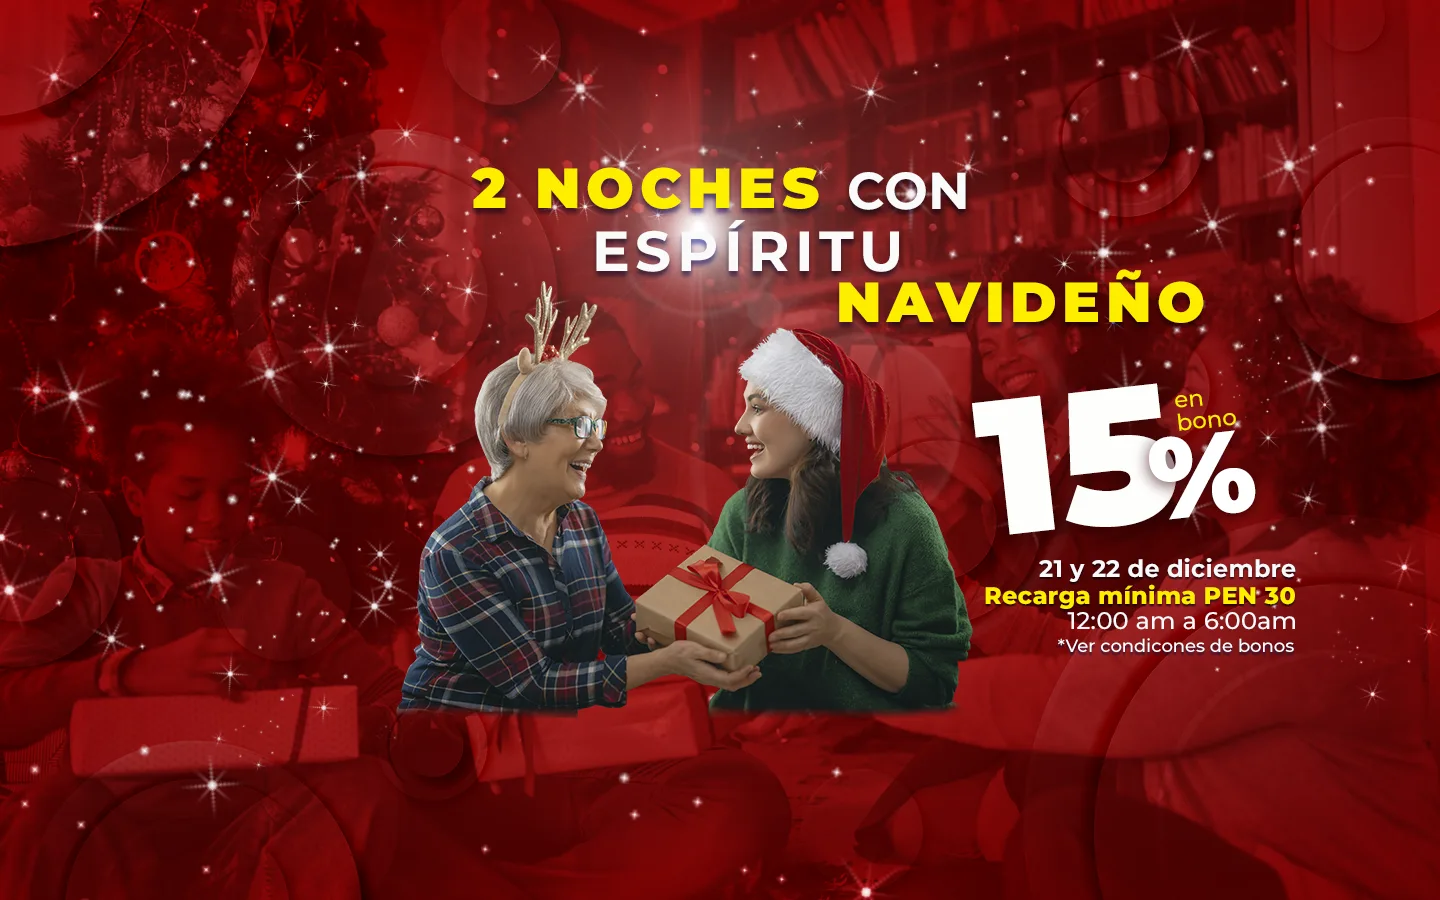 2 NOCHES CON
ESPÍRITU
NAVIDEÑO
15%
en
bono
21 y 22 de diciembre
Recarga mínima PEN 30
12:00 am a 6:00am
*Ver condicones de bonos